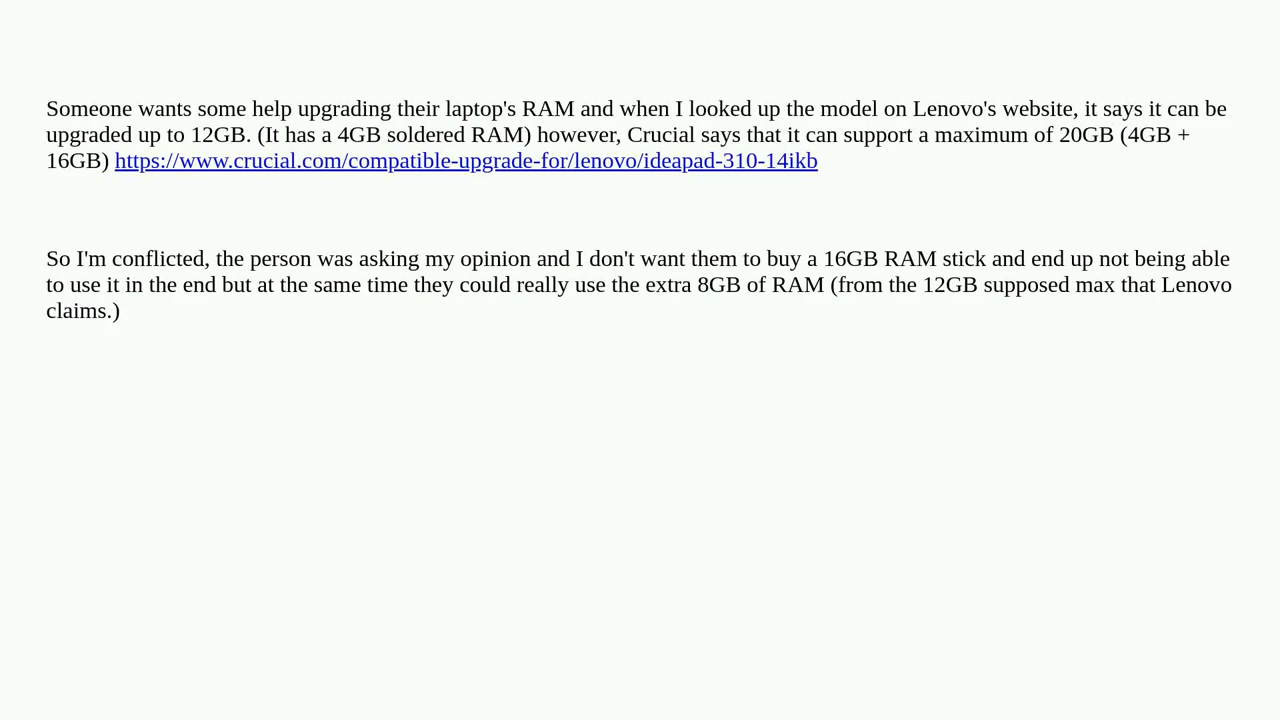 Someone wants some help upgrading their laptop's RAM and when I looked up the model on Lenovo's website, it says it can be
upgraded up to 12GB. (It has a 4GB soldered RAM) however, Crucial says that it can support a maximum of 20GB (4GB +
16GB) https://www.crucial.com/compatible-upgrade-for/lenovo/ideapad-310-14ikb
So I'm conflicted, the person was asking my opinion and I don't want them to buy a 16GB RAM stick and end up not being able
to use it in the end but at the same time they could really use the extra 8GB of RAM (from the 12GB supposed max that Lenovo
claims.)